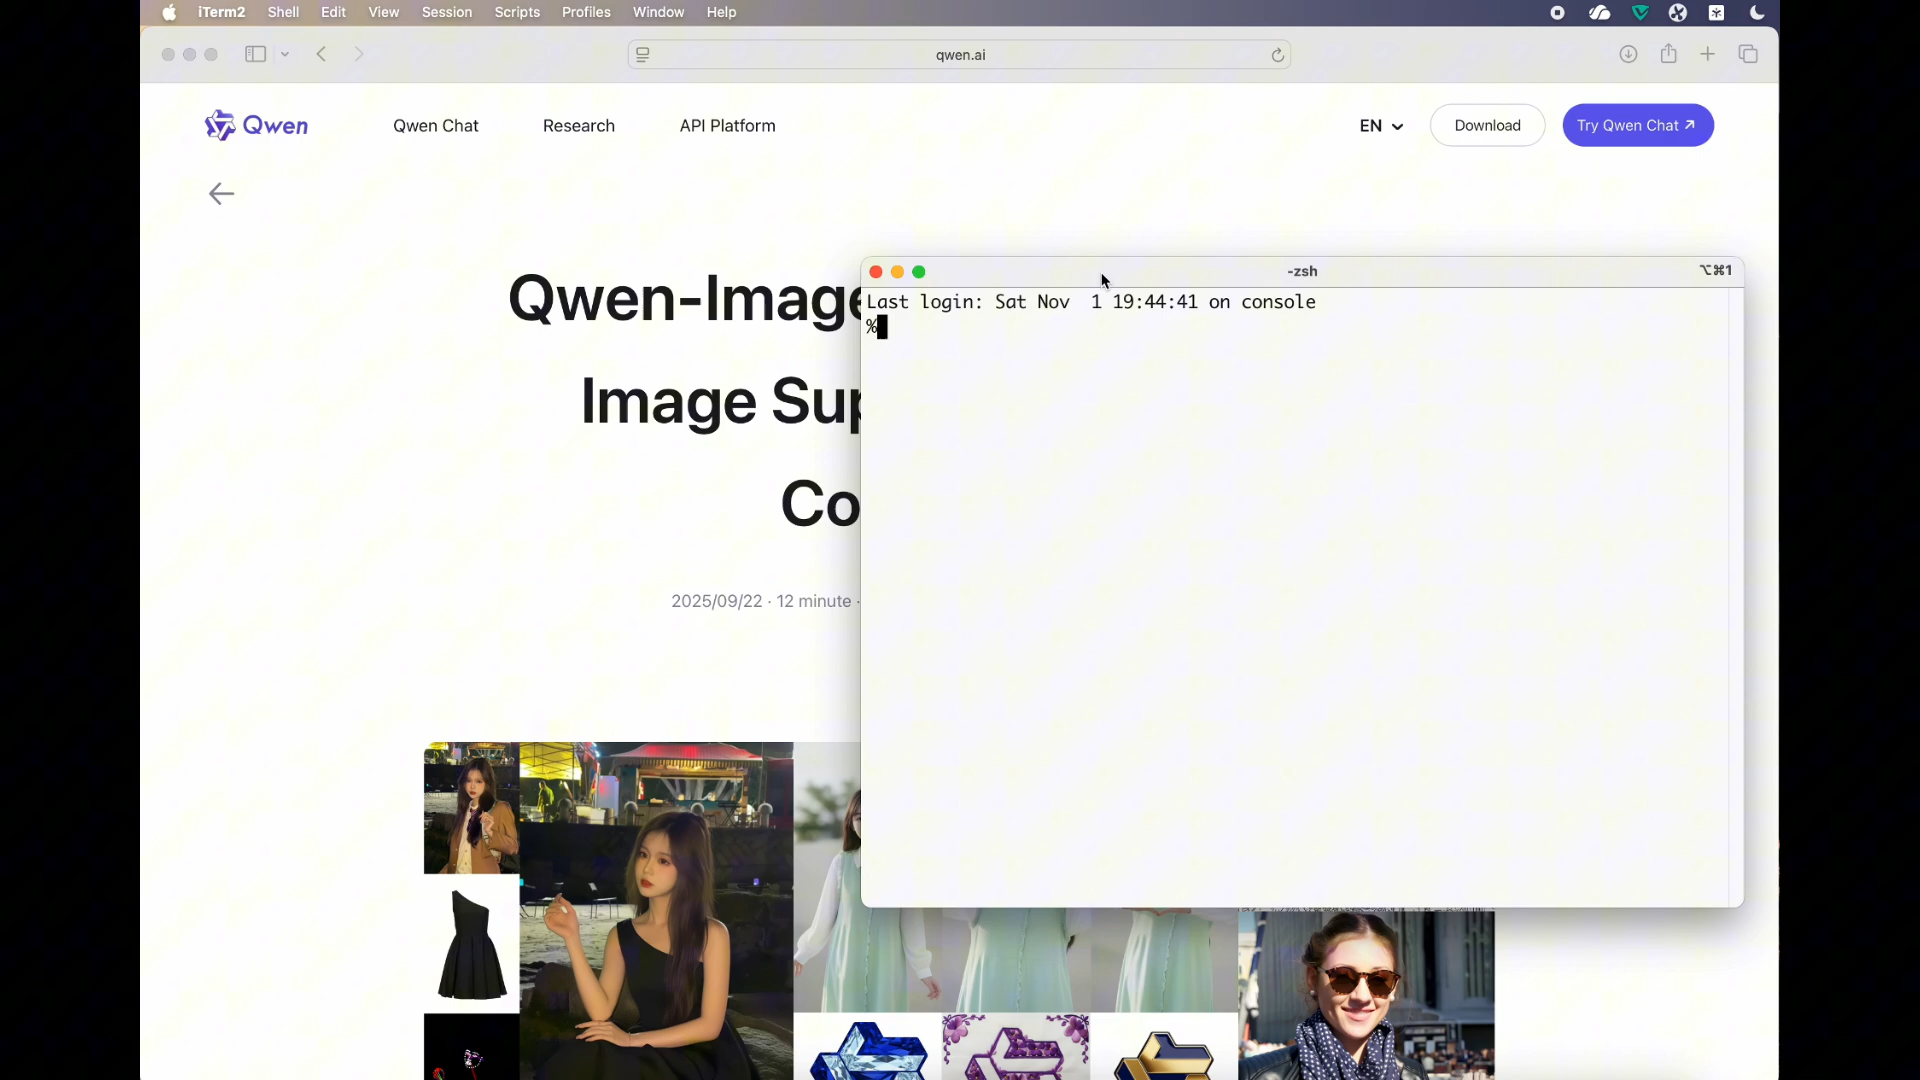 iTerm2 Shell Edit View Session Scripts Profiles Window Help
qwen.ai
Qwen Qwen Chat Research API Platform EN Download Try Qwen Chat ↗
-zsh ⌥⌘1
Last login: Sat Nov  1 19:44:41 on console
%
Qwen-Image
Image Sup
Co
2025/09/22 · 12 minute ·